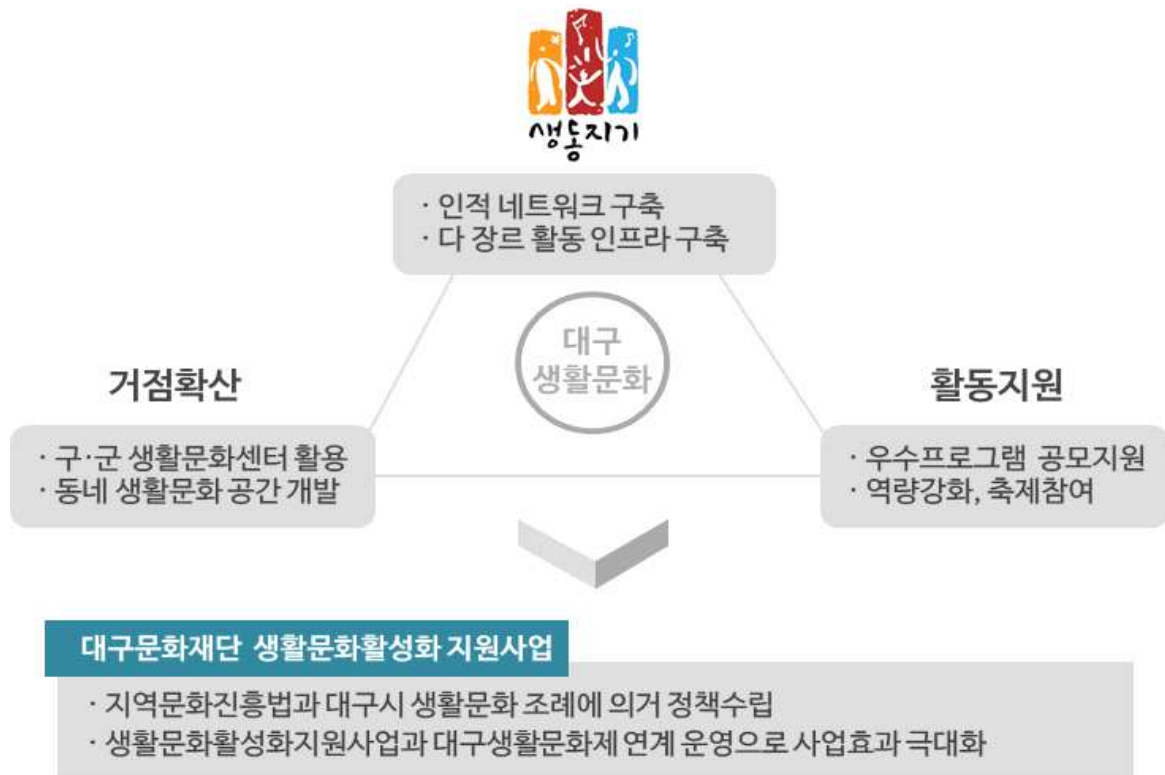 생동지기
· 인적 네트워크 구축
· 다 장르 활동 인프라 구축
대구
생활문화
거점확산
· 구·군 생활문화센터 활용
· 동네 생활문화 공간 개발
활동지원
· 우수프로그램 공모지원
· 역량강화, 축제참여
대구문화재단 생활문화활성화 지원사업
· 지역문화진흥법과 대구시 생활문화 조례에 의거 정책수립
· 생활문화활성화지원사업과 대구생활문화제 연계 운영으로 사업효과 극대화